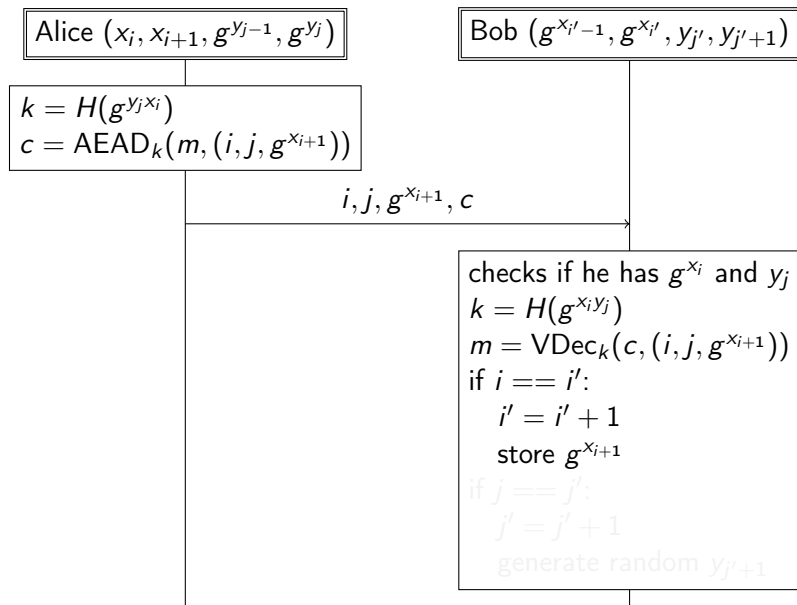 Alice (xᵢ, xᵢ₊₁, g^{y_{j−1}}, g^{y_j})
Bob (g^{x_{i′−1}}, g^{x_{i′}}, y_{j′}, y_{j′+1})
k = H(g^{y_j x_i})
c = AEAD_k(m, (i, j, g^{x_{i+1}}))
i, j, g^{x_{i+1}}, c
checks if he has g^{x_i} and y_j
k = H(g^{x_i y_j})
m = VDec_k(c, (i, j, g^{x_{i+1}}))
if i == i′:
i′ = i′ + 1
store g^{x_{i+1}}
if j == j′:
j′ = j′ + 1
generate random y_{j′+1}